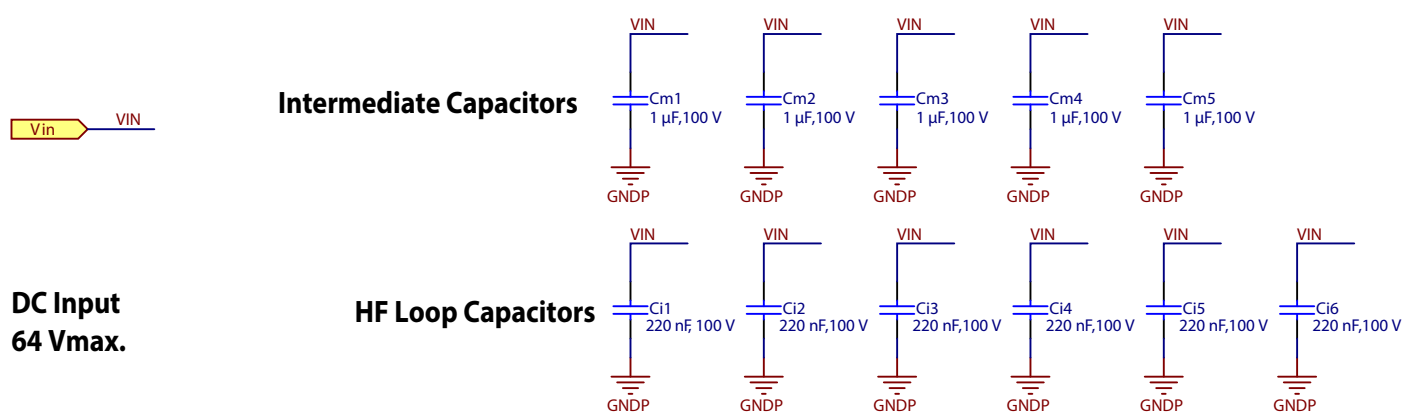 VIN VIN VIN VIN VIN
Intermediate Capacitors
Cm1 Cm2 Cm3 Cm4 Cm5
1 µF,100 V 1 µF,100 V 1 µF,100 V 1 µF,100 V 1 µF,100 V
Vin VIN
GNDP GNDP GNDP GNDP GNDP
VIN VIN VIN VIN VIN VIN
DC Input
64 Vmax.
HF Loop Capacitors
Ci1 Ci2 Ci3 Ci4 Ci5 Ci6
220 nF, 100 V 220 nF,100 V 220 nF,100 V 220 nF,100 V 220 nF,100 V 220 nF,100 V
GNDP GNDP GNDP GNDP GNDP GNDP